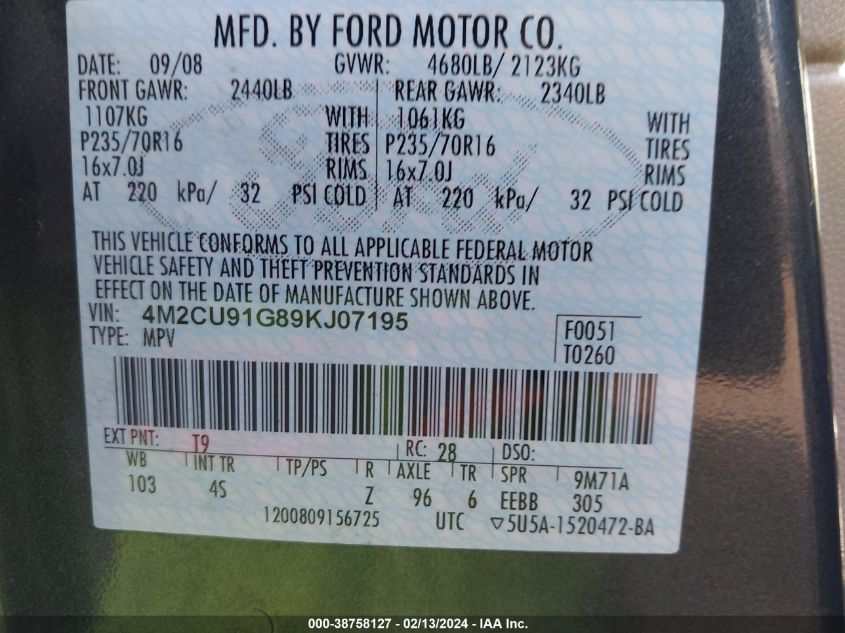 MFD. BY FORD MOTOR CO.
DATE: 09/08 GVWR: 4680LB/ 2123KG
FRONT GAWR: 2440LB REAR GAWR: 2340LB
1107KG WITH 1061KG WITH
P235/70R16 TIRES P235/70R16 TIRES
16x7.0J RIMS 16x7.0J RIMS
AT 220 kPa/ 32 PSI COLD AT 220 kPa/ 32 PSI COLD
THIS VEHICLE CONFORMS TO ALL APPLICABLE FEDERAL MOTOR
VEHICLE SAFETY AND THEFT PREVENTION STANDARDS IN
EFFECT ON THE DATE OF MANUFACTURE SHOWN ABOVE.
VIN: 4M2CU91G89KJ07195 F0051
TYPE: MPV T0260
EXT PNT: T9 RC: 28 DSO:
WB INT TR TP/PS R AXLE TR SPR 9M71A
103 4S Z 96 6 EEBB 305
1200809156725 UTC ▽5U5A-1520472-BA
000-38758127 - 02/13/2024 - IAA Inc.